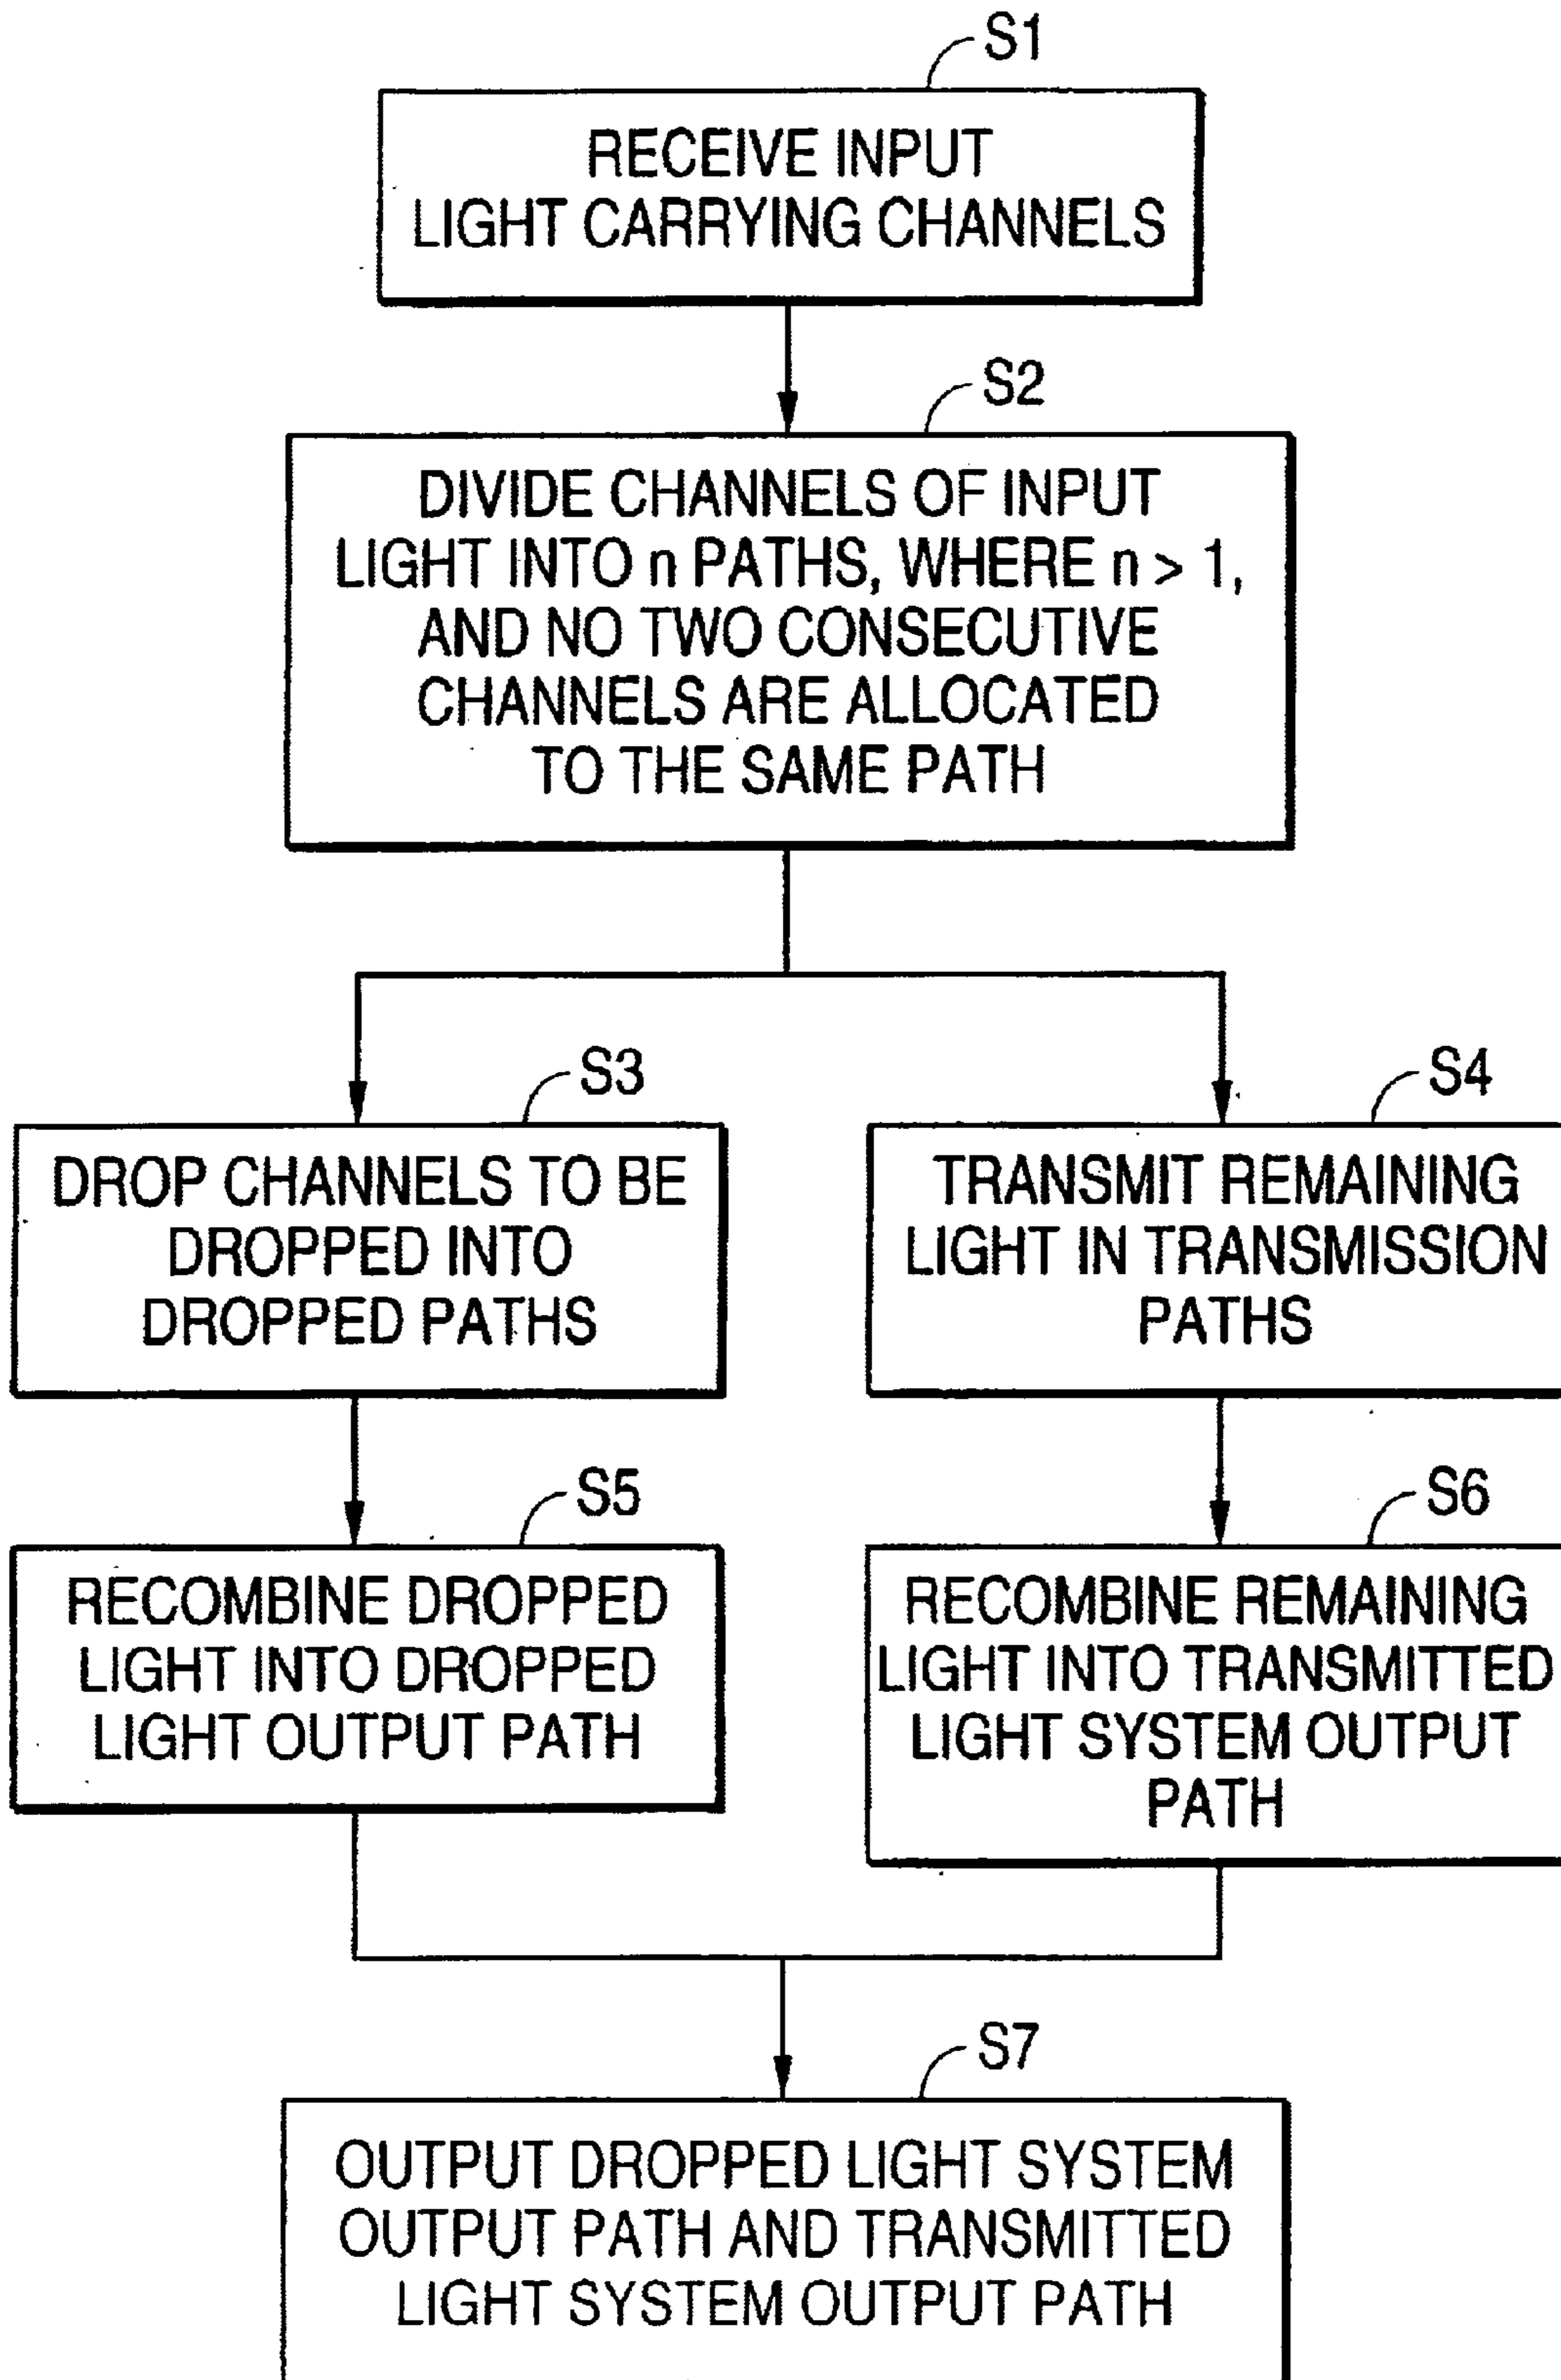 S1
RECEIVE INPUT
LIGHT CARRYING CHANNELS
S2
DIVIDE CHANNELS OF INPUT
LIGHT INTO n PATHS, WHERE n > 1,
AND NO TWO CONSECUTIVE
CHANNELS ARE ALLOCATED
TO THE SAME PATH
S3
DROP CHANNELS TO BE
DROPPED INTO
DROPPED PATHS
S4
TRANSMIT REMAINING
LIGHT IN TRANSMISSION
PATHS
S5
RECOMBINE DROPPED
LIGHT INTO DROPPED
LIGHT OUTPUT PATH
S6
RECOMBINE REMAINING
LIGHT INTO TRANSMITTED
LIGHT SYSTEM OUTPUT
PATH
S7
OUTPUT DROPPED LIGHT SYSTEM
OUTPUT PATH AND TRANSMITTED
LIGHT SYSTEM OUTPUT PATH